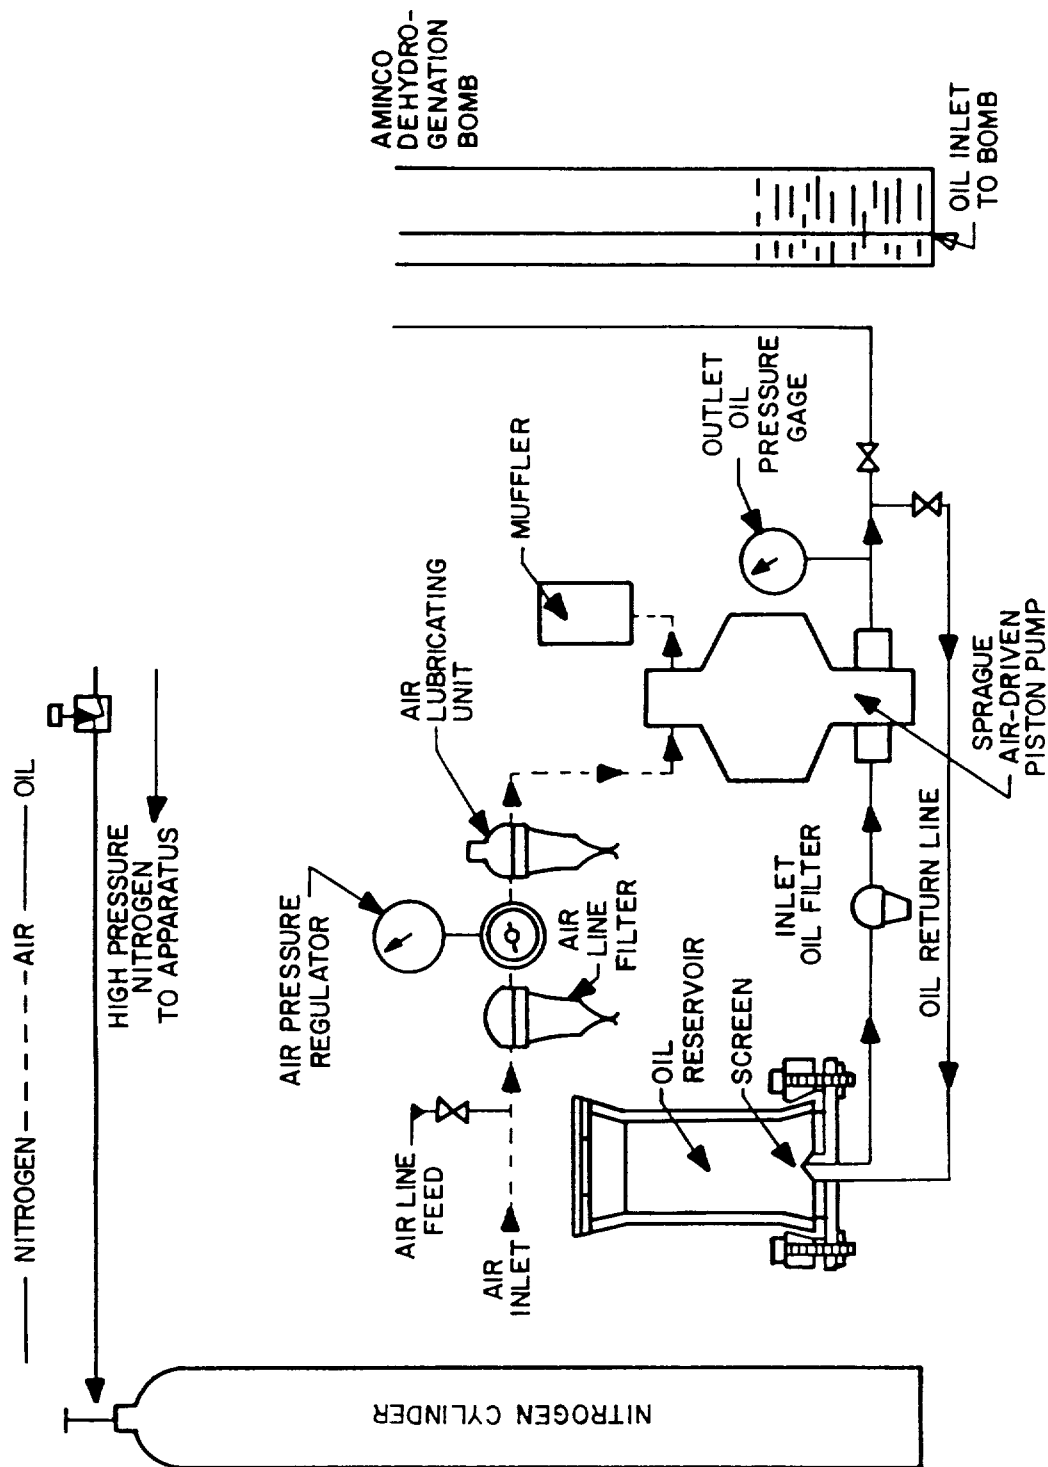 NITROGEN
AIR
OIL
HIGH PRESSURE
NITROGEN
TO APPARATUS
AMINCO
DEHYDRO-
GENATION
BOMB
AIR PRESSURE
REGULATOR
AIR
LUBRICATING
UNIT
MUFFLER
AIR LINE
FEED
AIR
INLET
AIR
LINE
FILTER
OIL
RESERVOIR
SCREEN
INLET
OIL FILTER
OUTLET
OIL
PRESSURE
GAGE
OIL RETURN LINE
SPRAGUE
AIR-DRIVEN
PISTON PUMP
OIL INLET
TO BOMB
NITROGEN CYLINDER